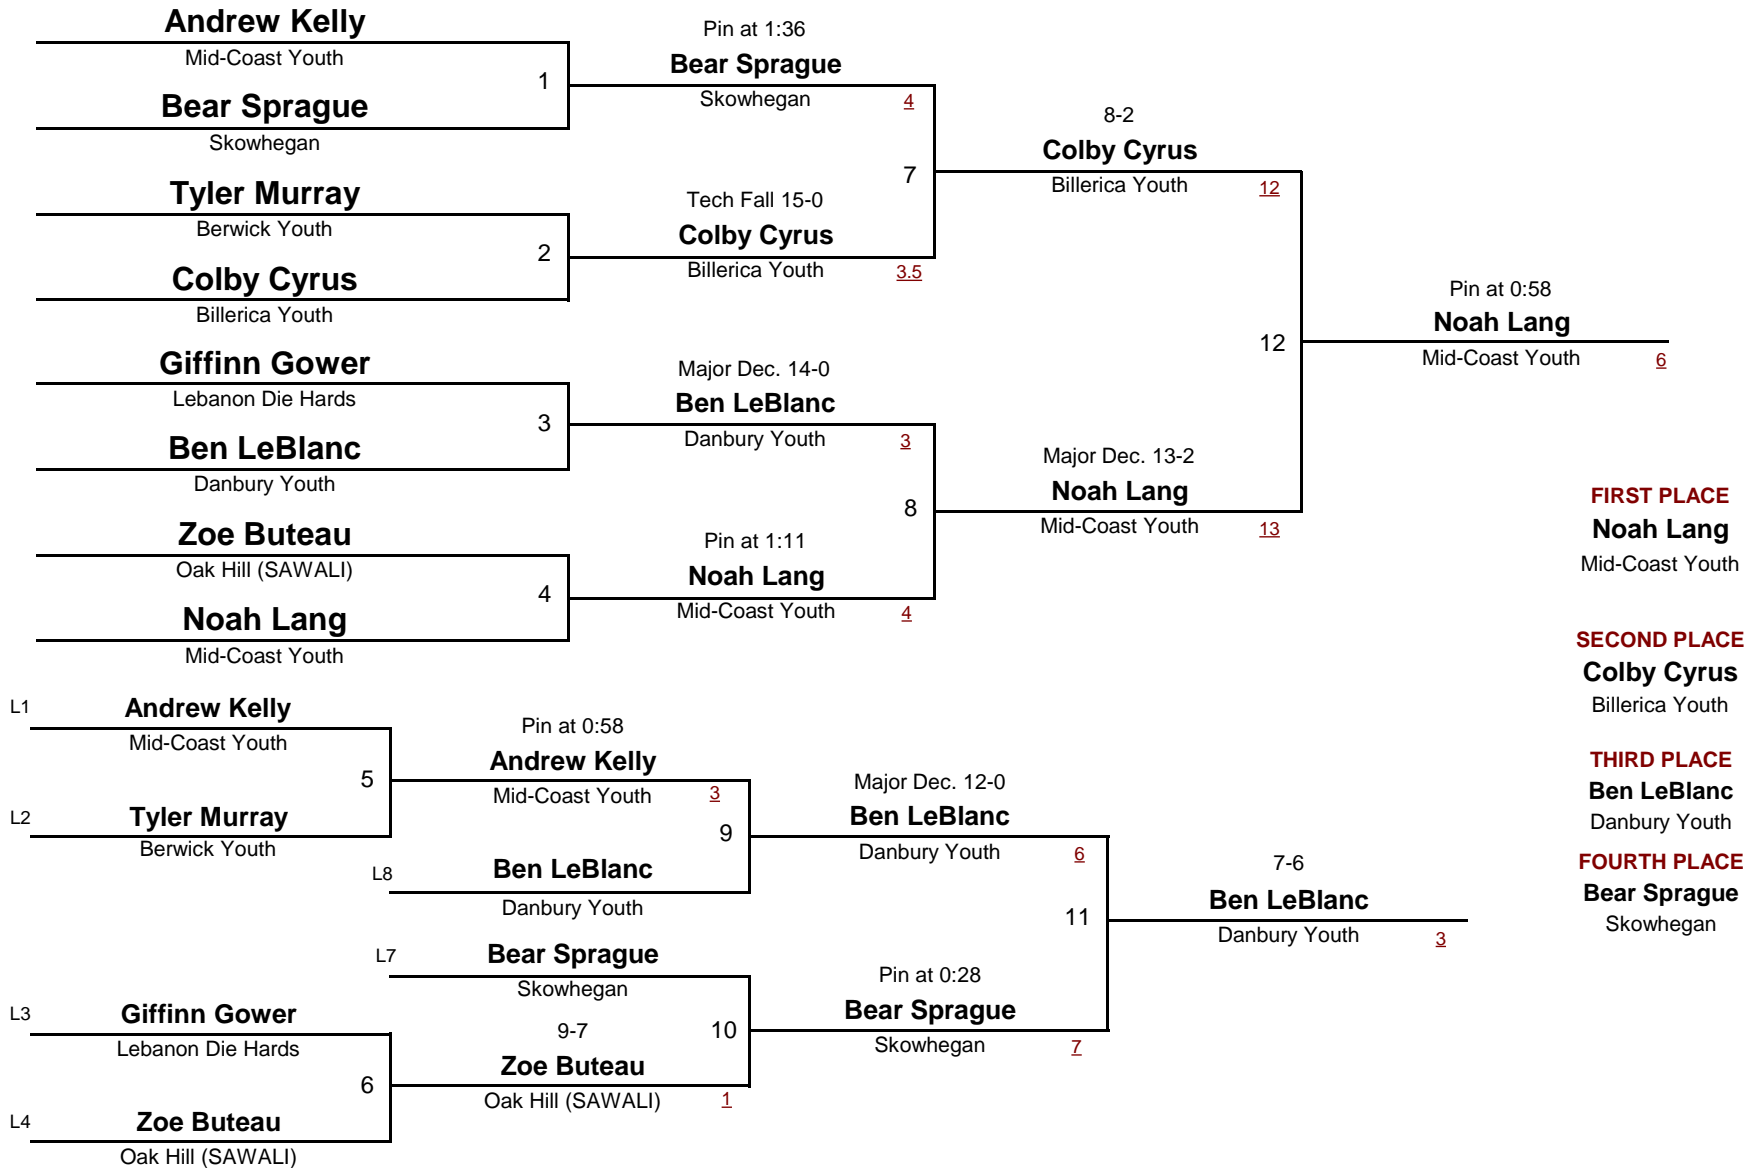 Andrew Kelly
Mid-Coast Youth
1
Bear Sprague
Skowhegan
Pin at 1:36
Bear Sprague
Skowhegan
4
Tyler Murray
Berwick Youth
2
Colby Cyrus
Billerica Youth
Tech Fall 15-0
Colby Cyrus
Billerica Youth
3.5
7
8-2
Colby Cyrus
Billerica Youth
12
Giffinn Gower
Lebanon Die Hards
3
Ben LeBlanc
Danbury Youth
Major Dec. 14-0
Ben LeBlanc
Danbury Youth
3
Zoe Buteau
Oak Hill (SAWALI)
4
Noah Lang
Mid-Coast Youth
Pin at 1:11
Noah Lang
Mid-Coast Youth
4
8
Major Dec. 13-2
Noah Lang
Mid-Coast Youth
13
12
Pin at 0:58
Noah Lang
Mid-Coast Youth
6
FIRST PLACE
Noah Lang
Mid-Coast Youth
SECOND PLACE
Colby Cyrus
Billerica Youth
THIRD PLACE
Ben LeBlanc
Danbury Youth
FOURTH PLACE
Bear Sprague
Skowhegan
L1
Andrew Kelly
Mid-Coast Youth
5
L2
Tyler Murray
Berwick Youth
Pin at 0:58
Andrew Kelly
Mid-Coast Youth
3
9
L8
Ben LeBlanc
Danbury Youth
Major Dec. 12-0
Ben LeBlanc
Danbury Youth
6
L7
Bear Sprague
Skowhegan
10
L3
Giffinn Gower
Lebanon Die Hards
6
L4
Zoe Buteau
Oak Hill (SAWALI)
9-7
Zoe Buteau
Oak Hill (SAWALI)
1
Pin at 0:28
Bear Sprague
Skowhegan
7
11
7-6
Ben LeBlanc
Danbury Youth
3